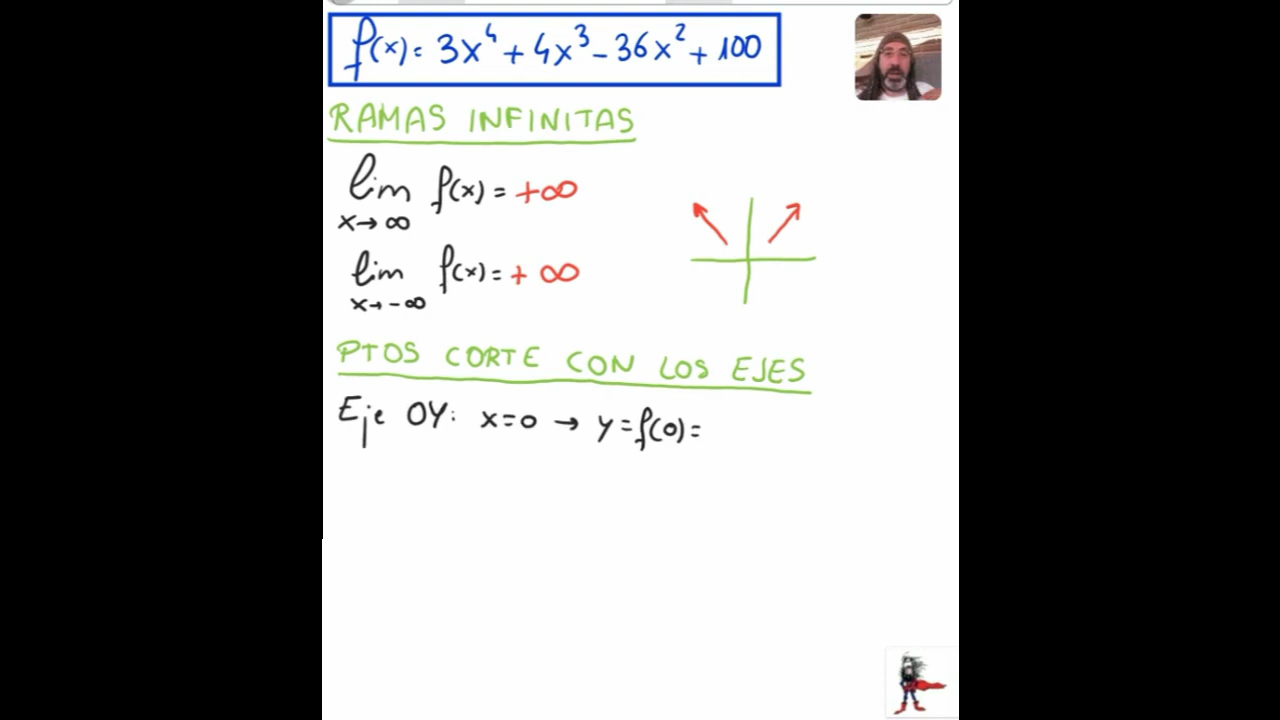 f(x) = 3x⁴ + 4x³ - 36x² + 100
RAMAS INFINITAS
lim f(x) = +∞
x→ ∞
lim f(x) = + ∞
x→ -∞
PTOS CORTE CON LOS EJES
Eje OY: x=0 → y = f(0) =